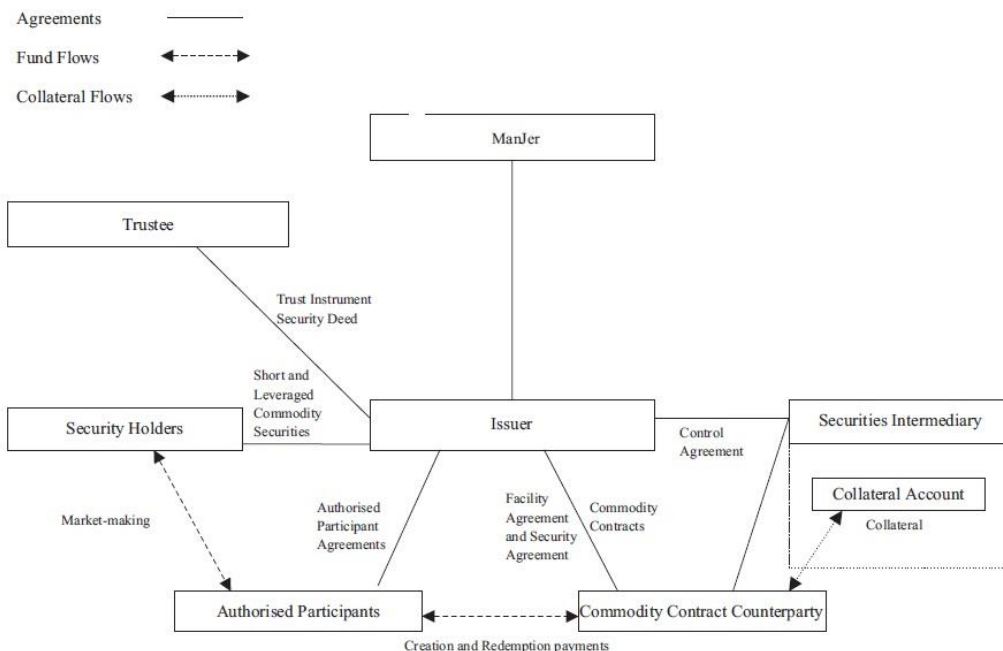 Agreements
Fund Flows
Collateral Flows
ManJer
Trustee
Trust Instrument
Security Deed
Short and
Leveraged
Commodity
Securities
Security Holders
Issuer
Control
Agreement
Securities Intermediary
Collateral Account
Collateral
Market-making
Authorised
Participant
Agreements
Facility
Agreement
and Security
Agreement
Commodity
Contracts
Authorised Participants
Commodity Contract Counterparty
Creation and Redemption payments